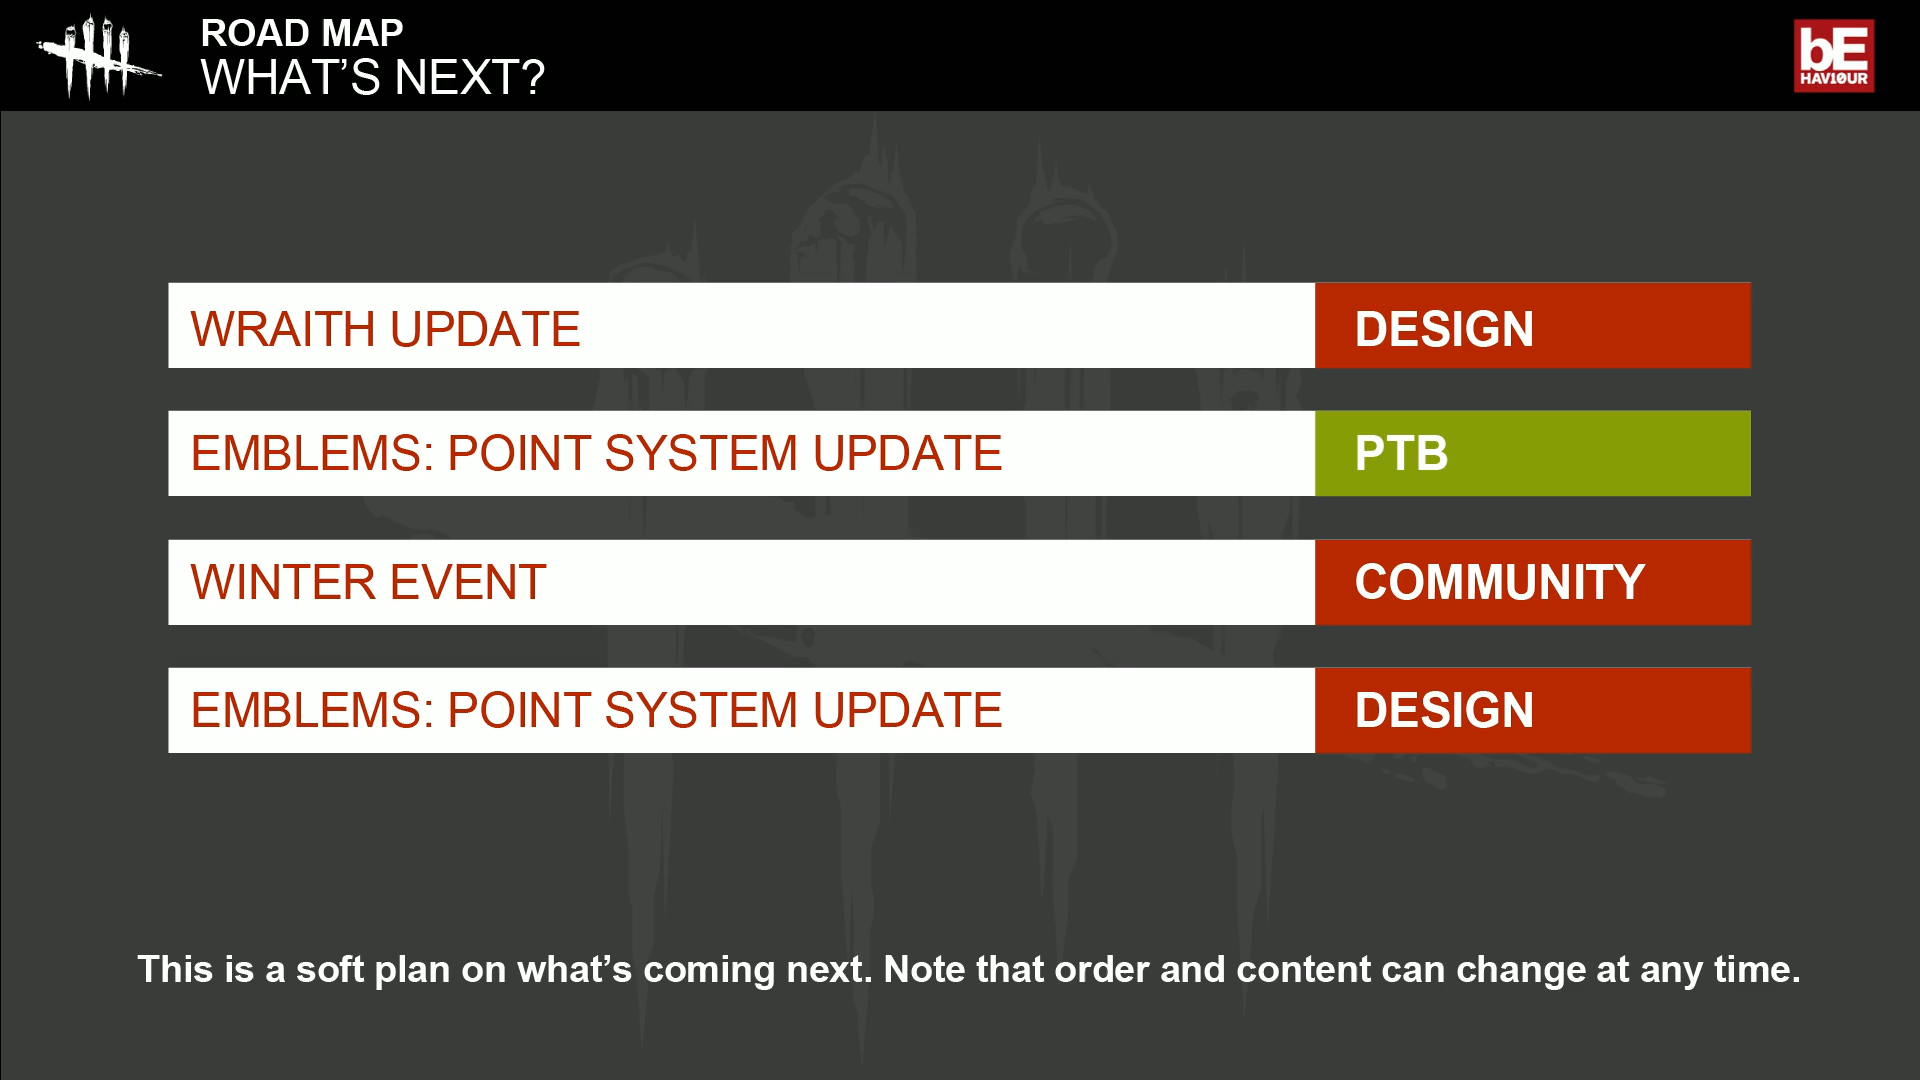 ROAD MAP
WHAT’S NEXT?
bE
HAVIOUR
WRAITH UPDATE
DESIGN
EMBLEMS: POINT SYSTEM UPDATE
PTB
WINTER EVENT
COMMUNITY
EMBLEMS: POINT SYSTEM UPDATE
DESIGN
This is a soft plan on what’s coming next. Note that order and content can change at any time.